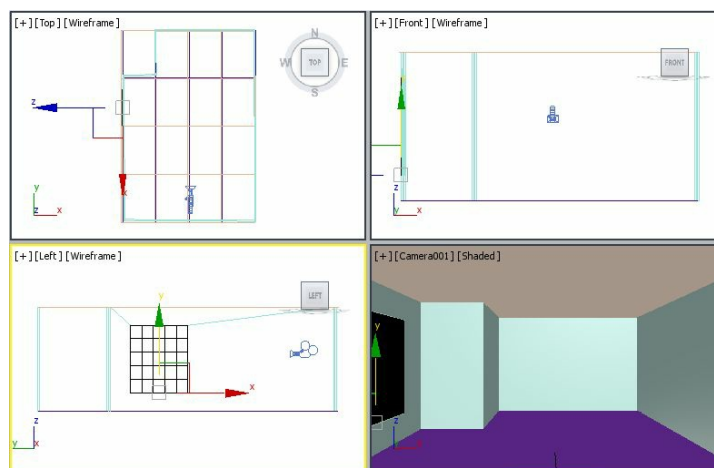 [+] [Top] [Wireframe]
N
W
TOP
E
S
z
x
y
z
x
[+] [Front] [Wireframe]
FRONT
z
x
[+] [Left] [Wireframe]
LEFT
y
x
z
y
[+] [Camera001] [Shaded]
y
z
x